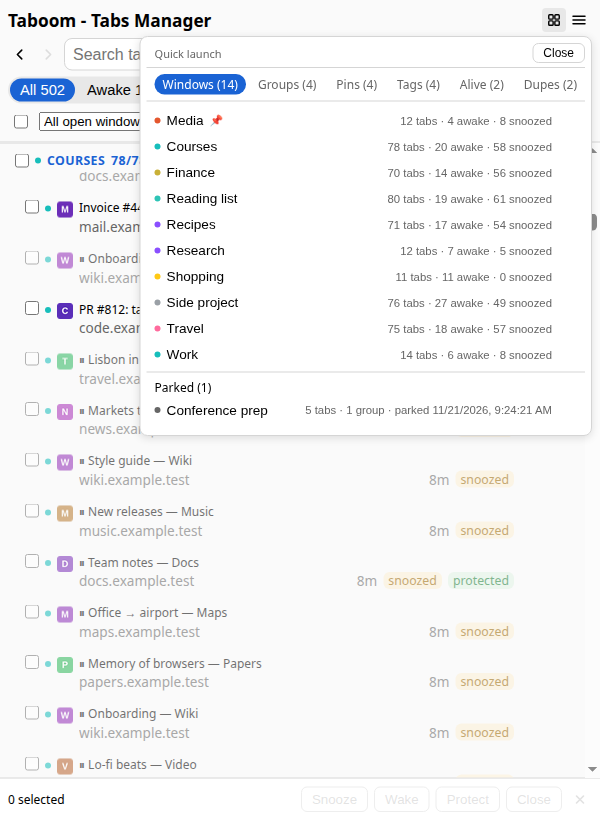 Taboom - Tabs Manager
Search ta
Quick launch
Close
All 502
Awake 1
Windows (14)
Groups (4)
Pins (4)
Tags (4)
Alive (2)
Dupes (2)
All open window
Media 12 tabs · 4 awake · 8 snoozed
Courses 78 tabs · 20 awake · 58 snoozed
Finance 70 tabs · 14 awake · 56 snoozed
Reading list 80 tabs · 19 awake · 61 snoozed
Recipes 71 tabs · 17 awake · 54 snoozed
Research 12 tabs · 7 awake · 5 snoozed
Shopping 11 tabs · 11 awake · 0 snoozed
Side project 76 tabs · 27 awake · 49 snoozed
Travel 75 tabs · 18 awake · 57 snoozed
Work 14 tabs · 6 awake · 8 snoozed
Parked (1)
Conference prep 5 tabs · 1 group · parked 11/21/2026, 9:24:21 AM
COURSES 78/7
docs.exam
M Invoice #44
mail.exam
W Onboardi
wiki.exam
C PR #812: ta
code.exar
T Lisbon in
travel.exa
N Markets t
news.exam
W Style guide — Wiki
wiki.example.test 8m snoozed
M New releases — Music
music.example.test 8m snoozed
D Team notes — Docs
docs.example.test 8m snoozed protected
M Office → airport — Maps
maps.example.test 8m snoozed
P Memory of browsers — Papers
papers.example.test 8m snoozed
W Onboarding — Wiki
wiki.example.test 8m snoozed
V Lo-fi beats — Video
0 selected
Snooze
Wake
Protect
Close